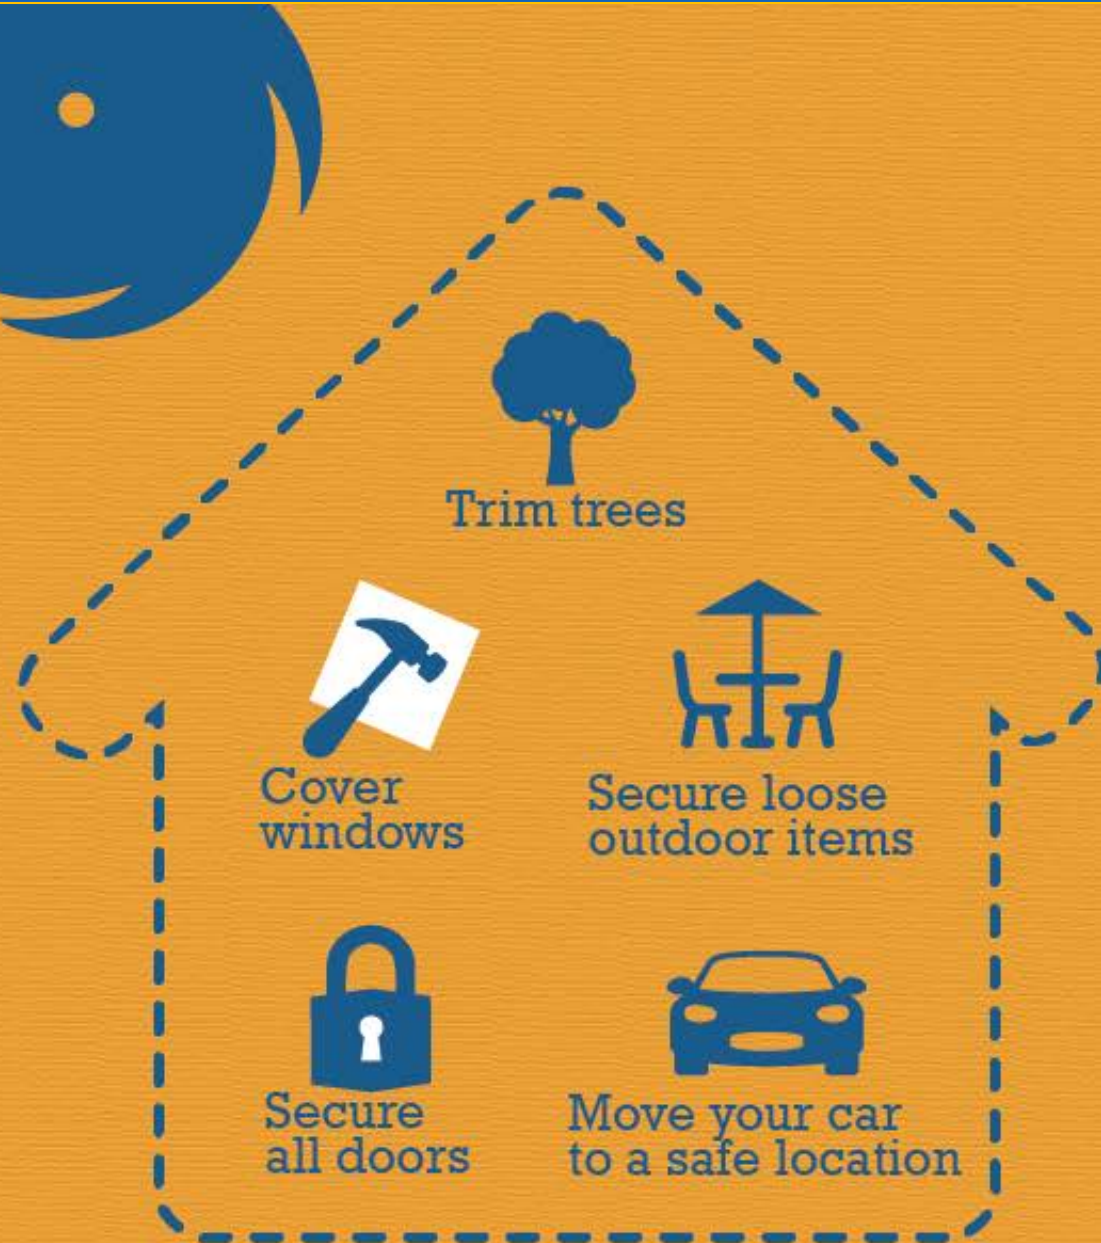 Trim trees
Cover
windows
Secure loose
outdoor items
Secure
all doors
Move your car
to a safe location